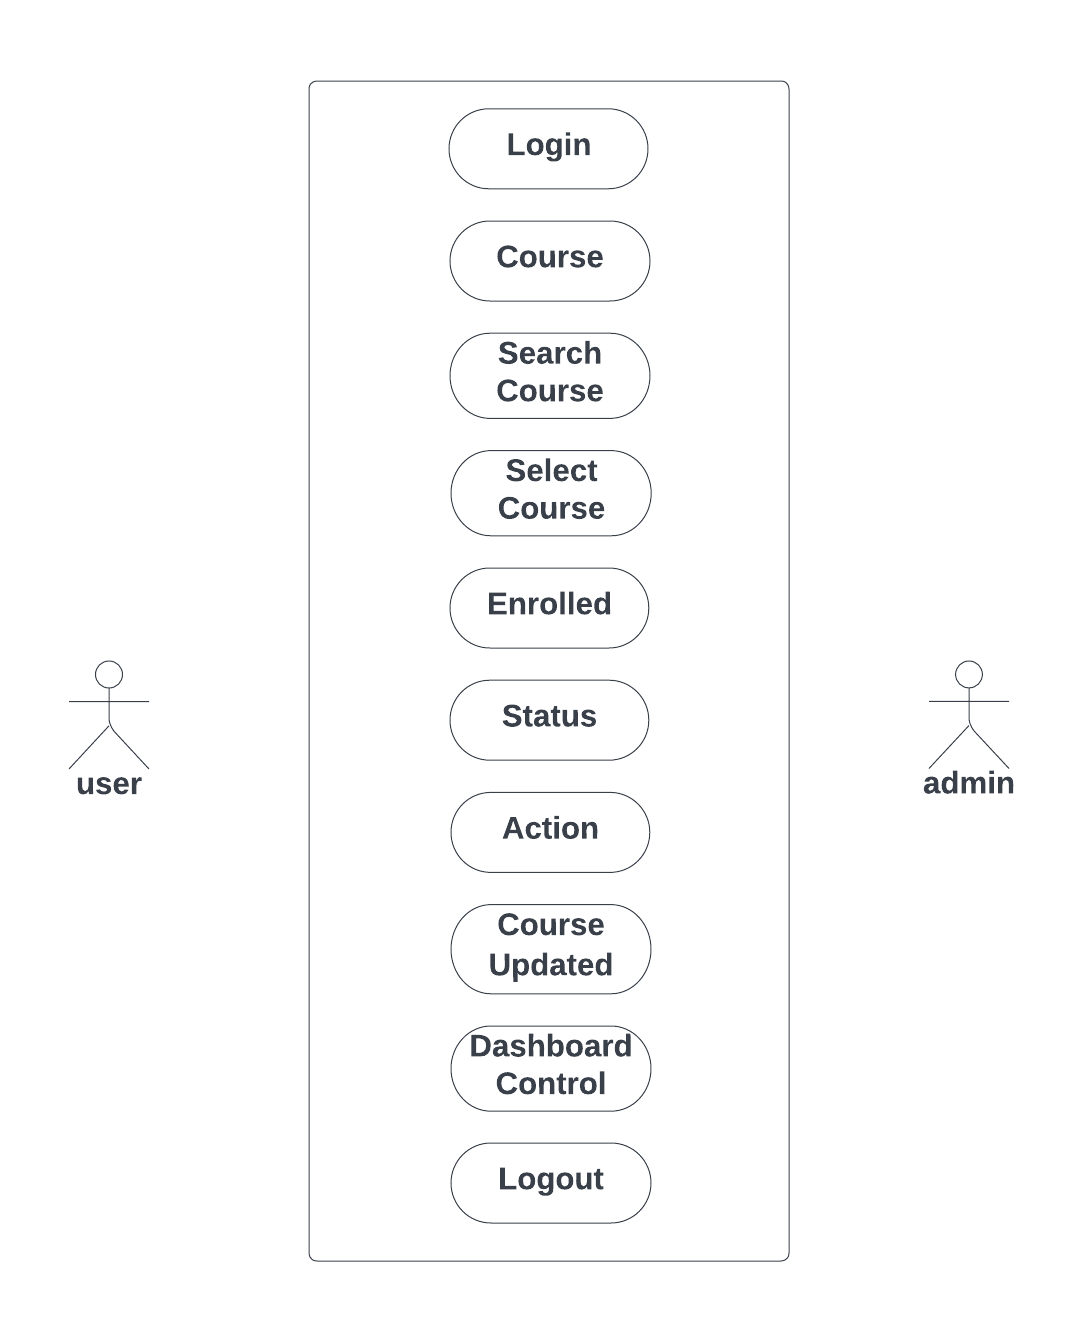 Login
Course
Search
Course
Select
Course
Enrolled
Status
user
admin
Action
Course
Updated
Dashboard
Control
Logout